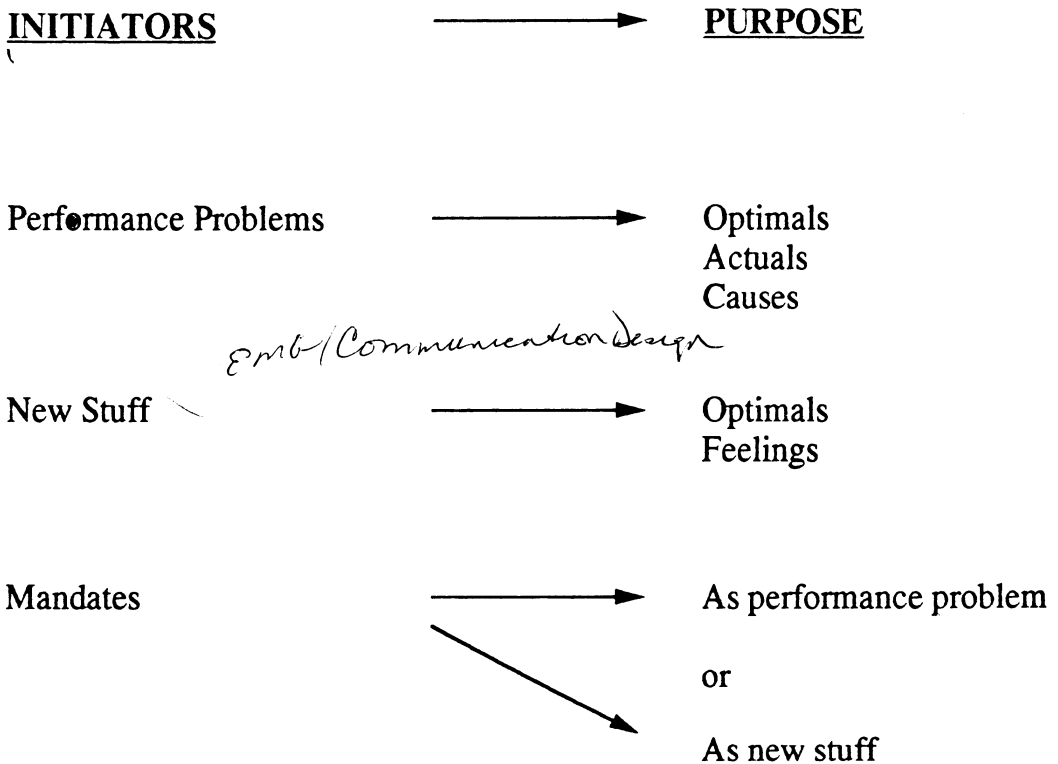 INITIATORS PURPOSE
Performance Problems Optimals
Actuals
Causes
Communication Design
New Stuff Optimals
Feelings
Mandates As performance problem
or
As new stuff